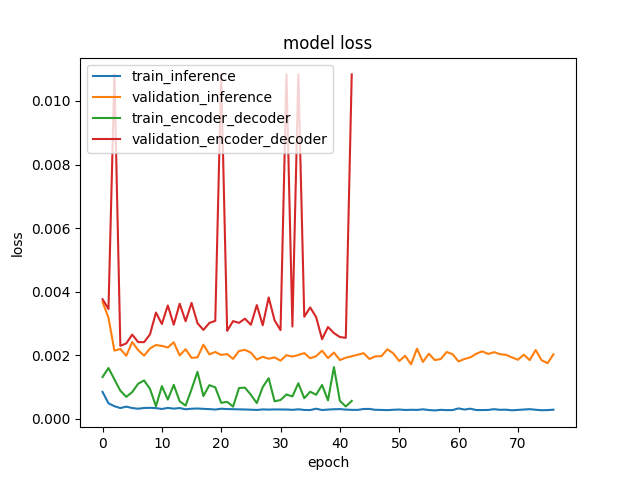 model loss
train_inference
validation_inference
train_encoder_decoder
validation_encoder_decoder
0.010
0.008
0.006
0.004
0.002
0.000
loss
0 10 20 30 40 50 60 70
epoch